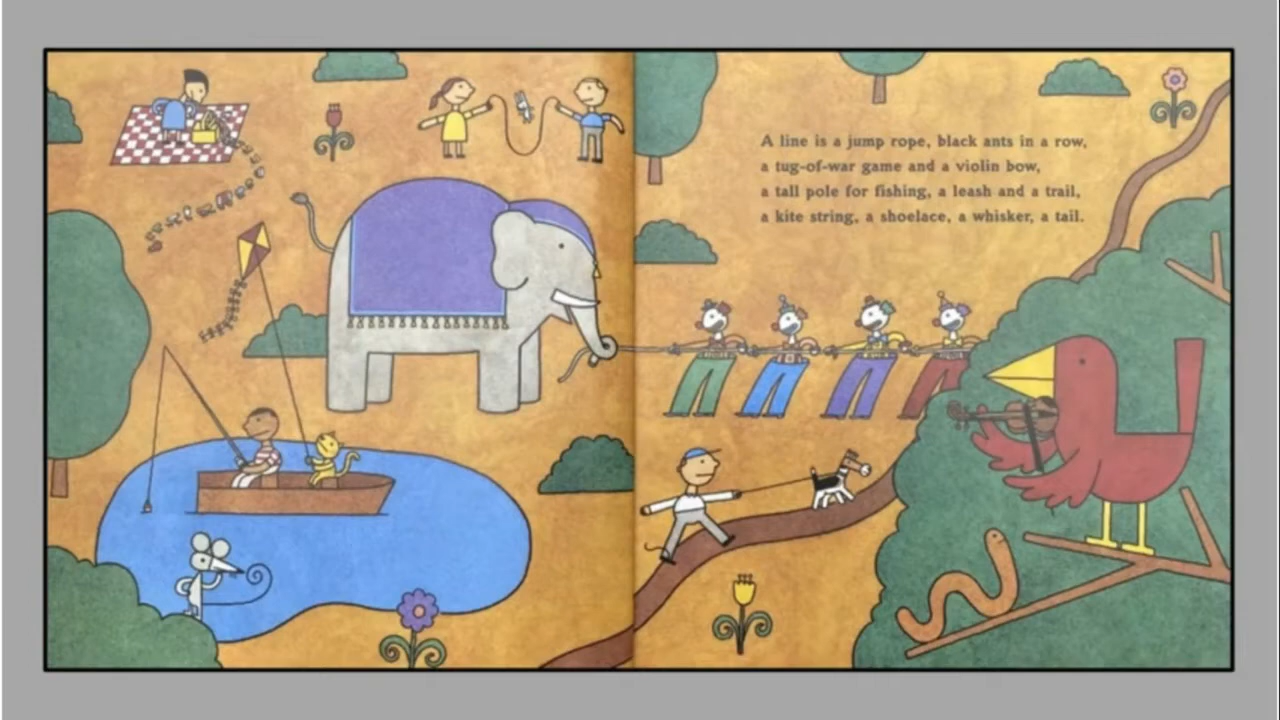 A line is a jump rope, black ants in a row,
a tug-of-war game and a violin bow,
a tall pole for fishing, a leash and a trail,
a kite string, a shoelace, a whisker, a tail.